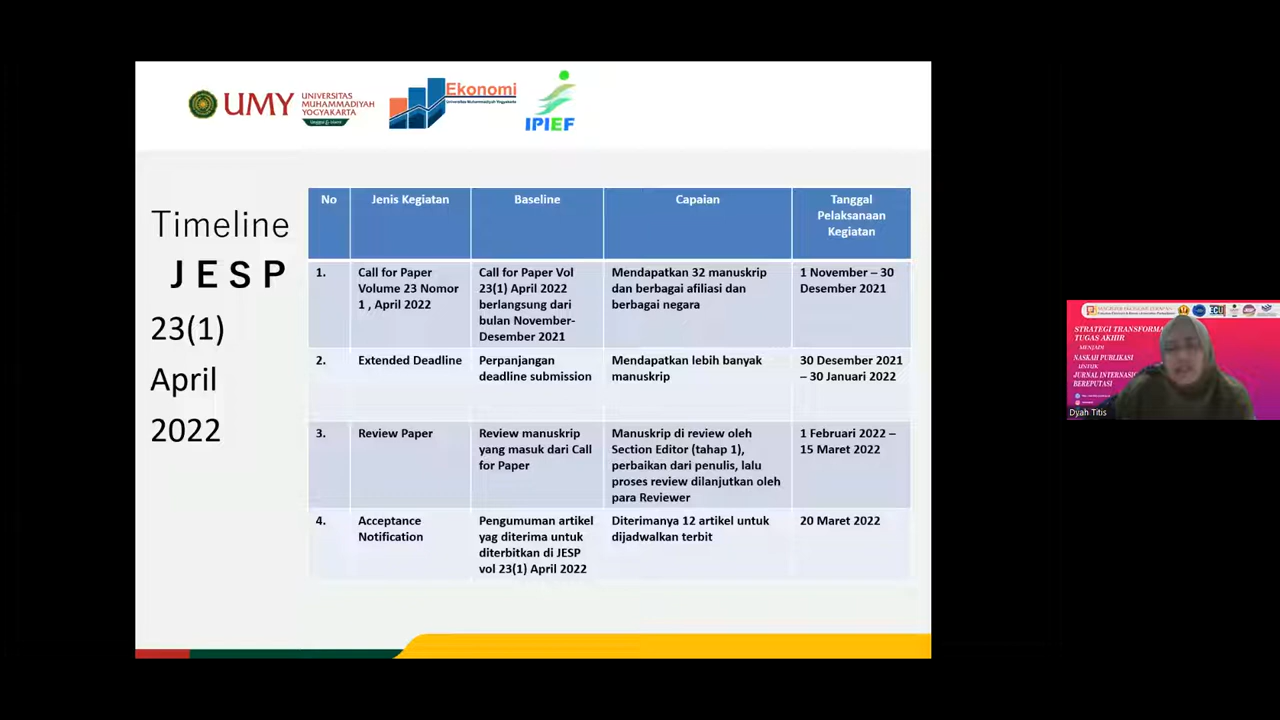 UMY
UNIVERSITAS
MUHAMMADIYAH
YOGYAKARTA
Ekonomi
Universitas Muhammadiyah Yogyakarta
IPIEF
Timeline
JESP
23(1)
April
2022
No
Jenis Kegiatan
Baseline
Capaian
Tanggal
Pelaksanaan
Kegiatan
1.
Call for Paper
Volume 23 Nomor
1 , April 2022
Call for Paper Vol
23(1) April 2022
berlangsung dari
bulan November-
Desember 2021
Mendapatkan 32 manuskrip
dan berbagai afiliasi dan
berbagai negara
1 November – 30
Desember 2021
2.
Extended Deadline
Perpanjangan
deadline submission
Mendapatkan lebih banyak
manuskrip
30 Desember 2021
– 30 Januari 2022
3.
Review Paper
Review manuskrip
yang masuk dari Call
for Paper
Manuskrip di review oleh
Section Editor (tahap 1),
perbaikan dari penulis, lalu
proses review dilanjutkan oleh
para Reviewer
1 Februari 2022 –
15 Maret 2022
4.
Acceptance
Notification
Pengumuman artikel
yag diterima untuk
diterbitkan di JESP
vol 23(1) April 2022
Diterimanya 12 artikel untuk
dijadwalkan terbit
20 Maret 2022
STRATEGI TRANSFORMA
TUGAS AKHIR
MENJADI
NASKAH PUBLIKASI
UNTUK
JURNAL INTERNAS
BEREPUTASI
Dyah Titis